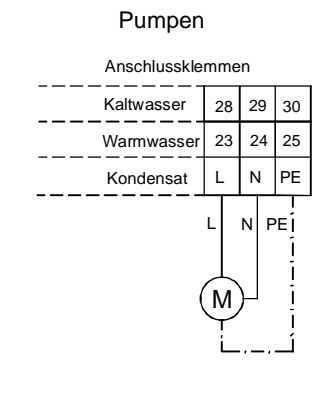 Pumpen
Anschlussklemmen
Kaltwasser 28 29 30
Warmwasser 23 24 25
Kondensat L N PE
L N PE
M